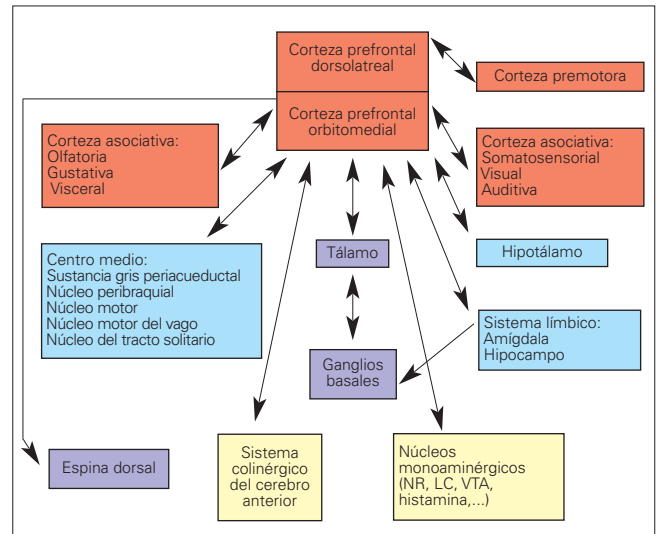 Corteza prefrontal
dorsolatreal
Corteza premotora
Corteza prefrontal
orbitomedial
Corteza asociativa:
Olfatoria
Gustativa
Visceral
Corteza asociativa:
Somatosensorial
Visual
Auditiva
Centro medio:
Sustancia gris periacueductal
Núcleo peribraquial
Núcleo motor
Núcleo motor del vago
Núcleo del tracto solitario
Tálamo
Hipotálamo
Sistema límbico:
Amígdala
Hipocampo
Ganglios
basales
Espina dorsal
Sistema
colinérgico
del cerebro
anterior
Núcleos
monoaminérgicos
(NR, LC, VTA,
histamina,...)